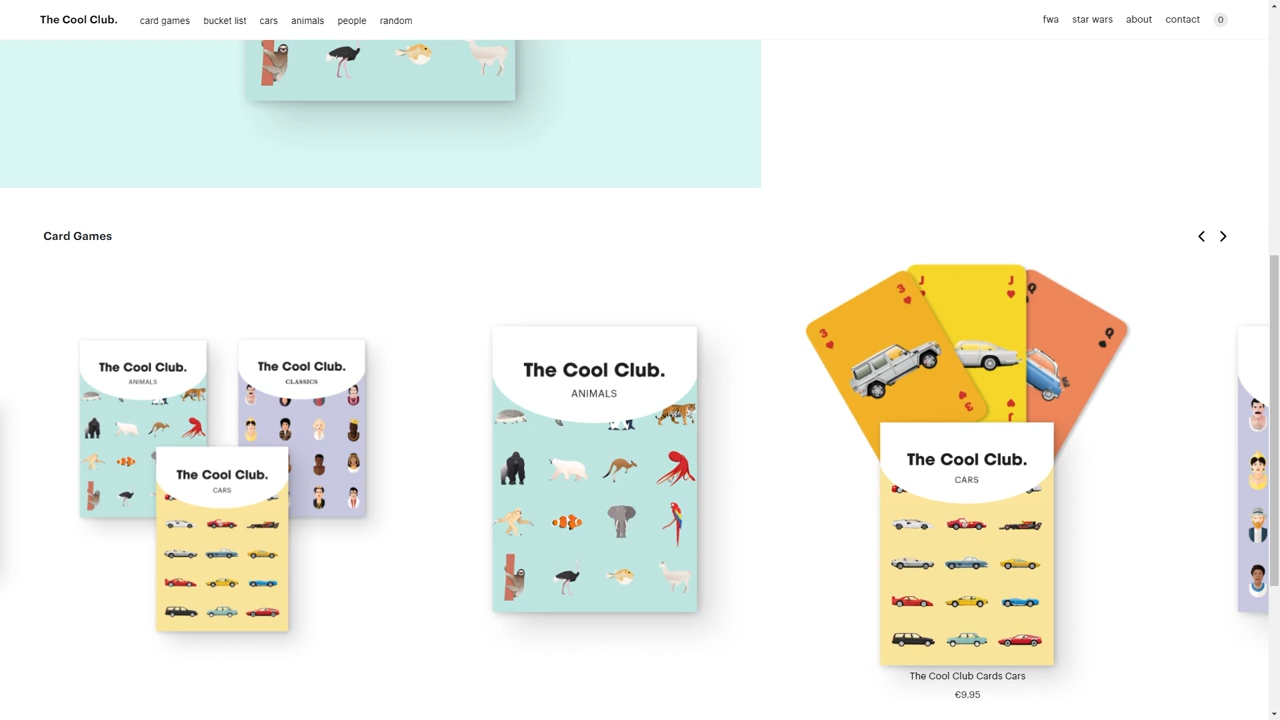 The Cool Club.
card games
bucket list
cars
animals
people
random
fwa
star wars
about
contact
0
Card Games
The Cool Club.
ANIMALS
The Cool Club.
CLASSICS
The Cool Club.
CARS
The Cool Club.
ANIMALS
3
3
J
J
J
Q
Q
The Cool Club.
CARS
The Cool Club Cards Cars
€9.95